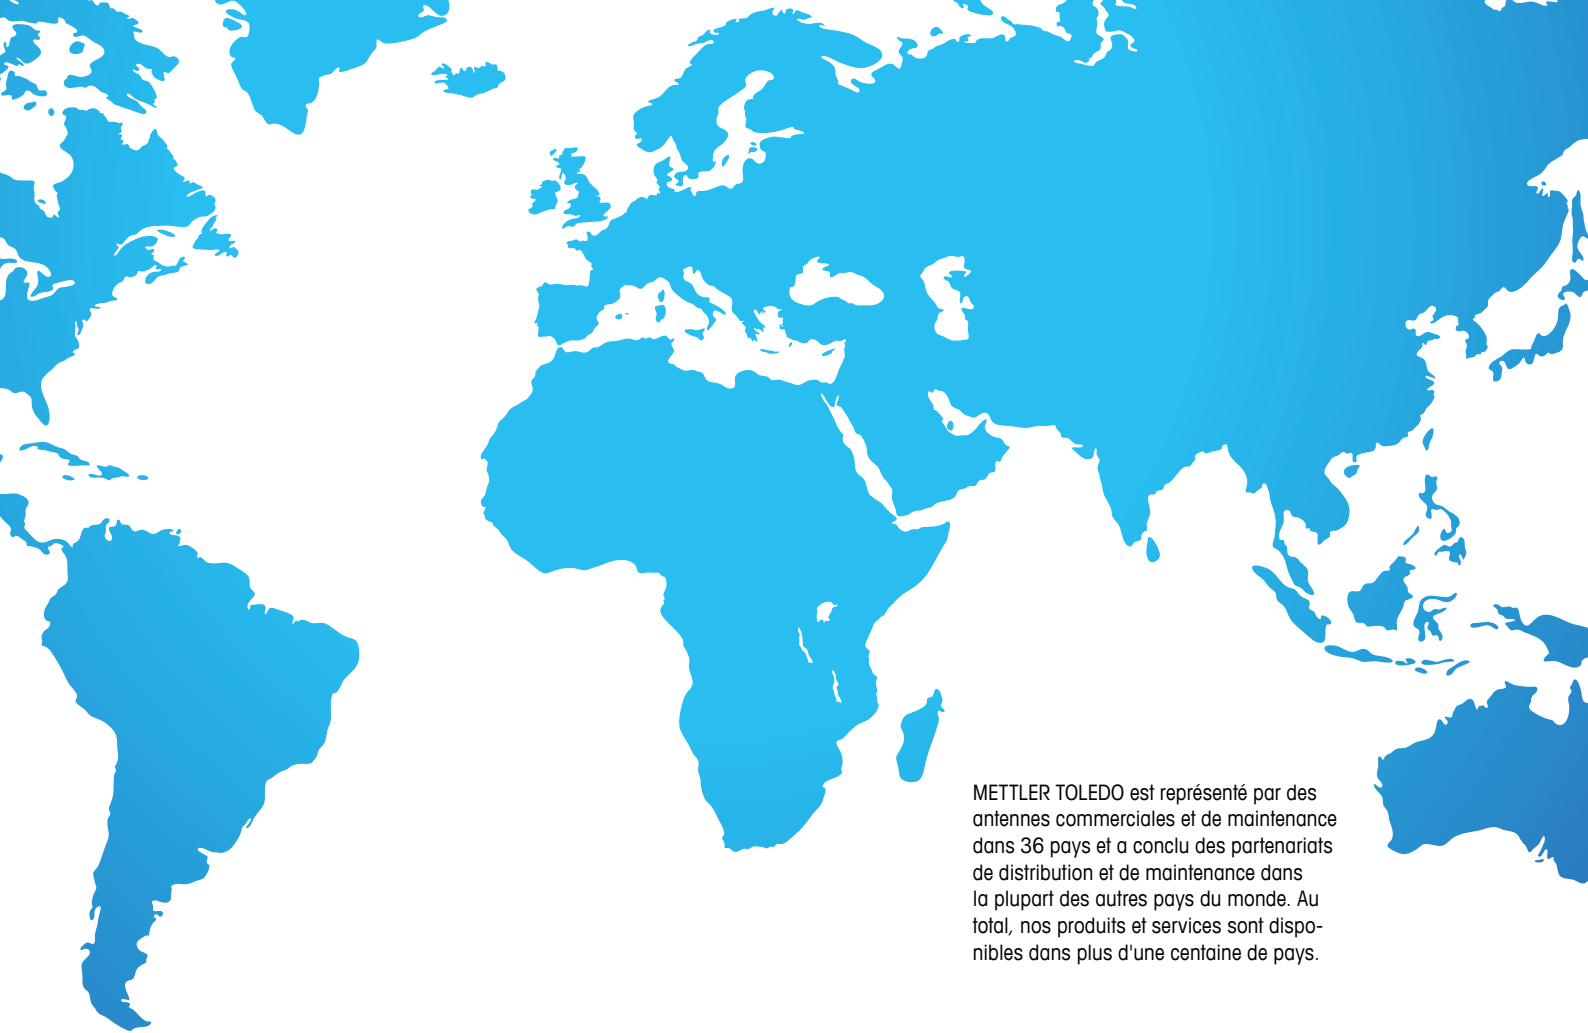 METTLER TOLEDO est représenté par des
antennes commerciales et de maintenance
dans 36 pays et a conclu des partenariats
de distribution et de maintenance dans
la plupart des autres pays du monde. Au
total, nos produits et services sont dispo-
nibles dans plus d'une centaine de pays.